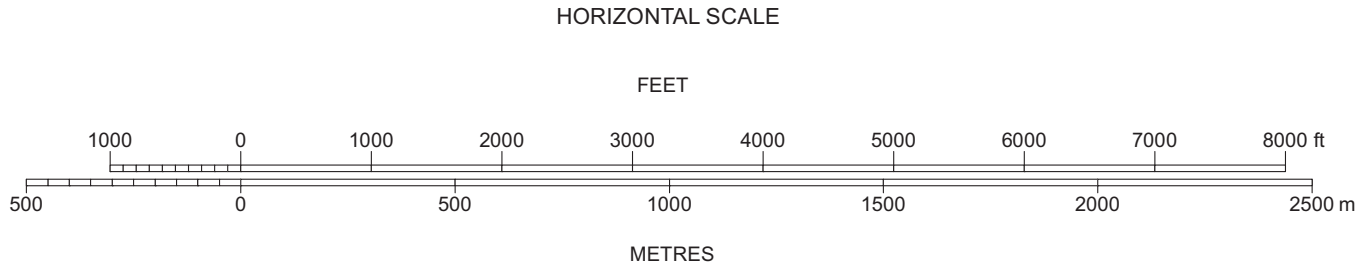 HORIZONTAL SCALE
FEET
1000 0 1000 2000 3000 4000 5000 6000 7000 8000 ft
500 0 500 1000 1500 2000 2500 m
METRES